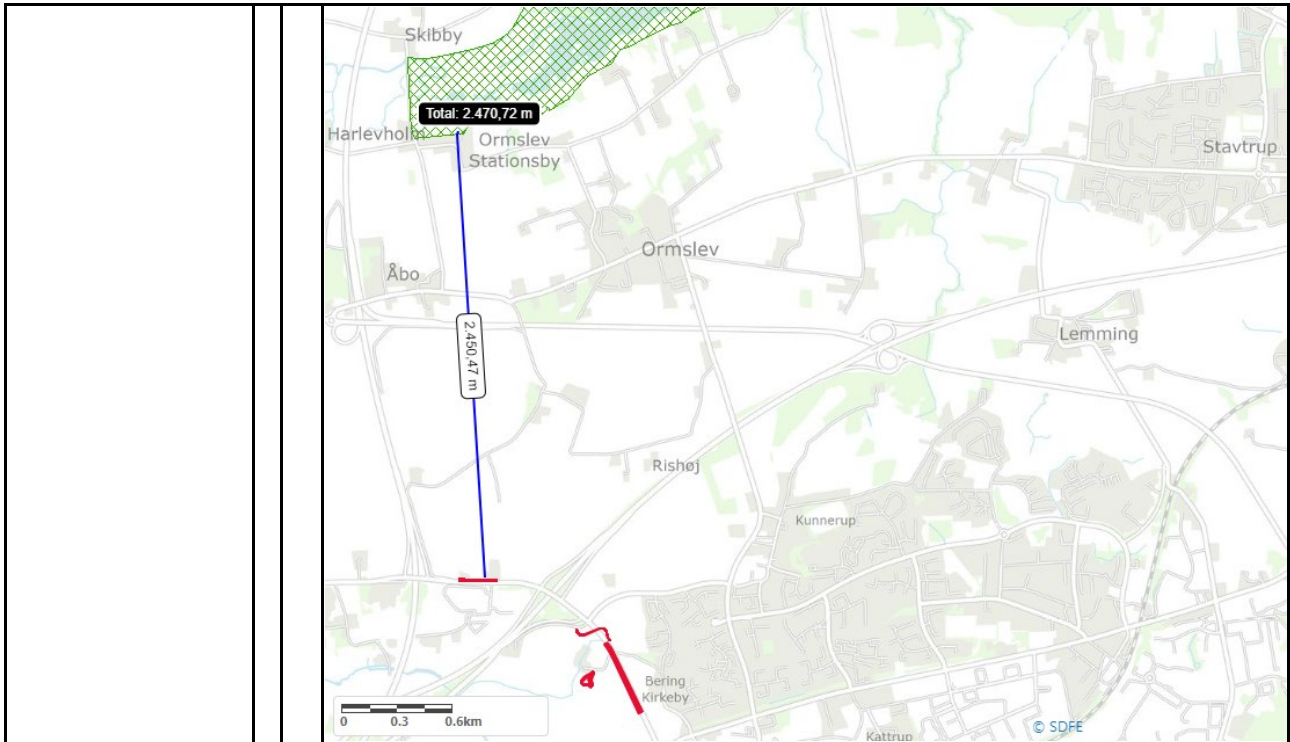 Skibby
Total: 2.470,72 m
Harlevholm
Ormslev
Stationsby
Stavtrup
Ormslev
Åbo
2.450,47 m
Lemming
Rishøj
Kunnerup
Bering
Kirkeby
0 0.3 0.6km
© SDFE
Kattrup